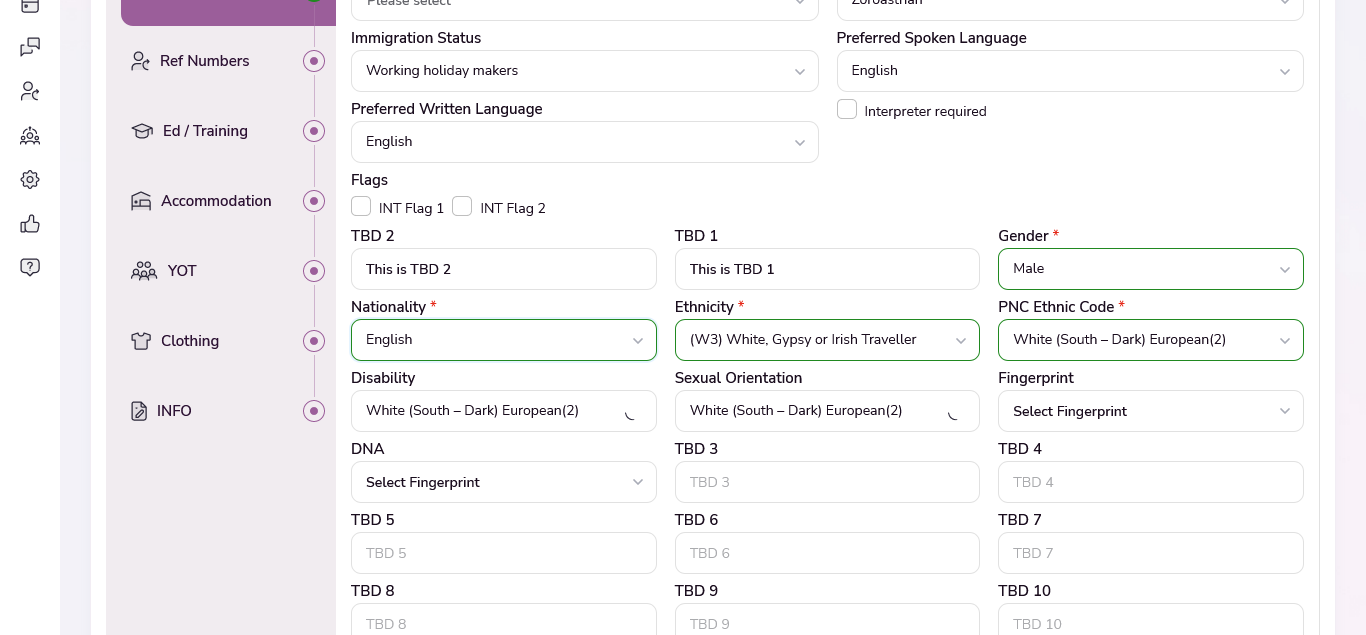 Please select
Zoroastrian
Immigration Status
Preferred Spoken Language
Ref Numbers
Working holiday makers
English
Preferred Written Language
Interpreter required
Ed / Training
English
Flags
Accommodation
INT Flag 1
INT Flag 2
TBD 2
TBD 1
Gender *
YOT
This is TBD 2
This is TBD 1
Male
Nationality *
Ethnicity *
PNC Ethnic Code *
Clothing
English
(W3) White, Gypsy or Irish Traveller
White (South – Dark) European(2)
Disability
Sexual Orientation
Fingerprint
INFO
White (South – Dark) European(2)
White (South – Dark) European(2)
Select Fingerprint
DNA
TBD 3
TBD 4
Select Fingerprint
TBD 3
TBD 4
TBD 5
TBD 6
TBD 7
TBD 5
TBD 6
TBD 7
TBD 8
TBD 9
TBD 10
TBD 8
TBD 9
TBD 10